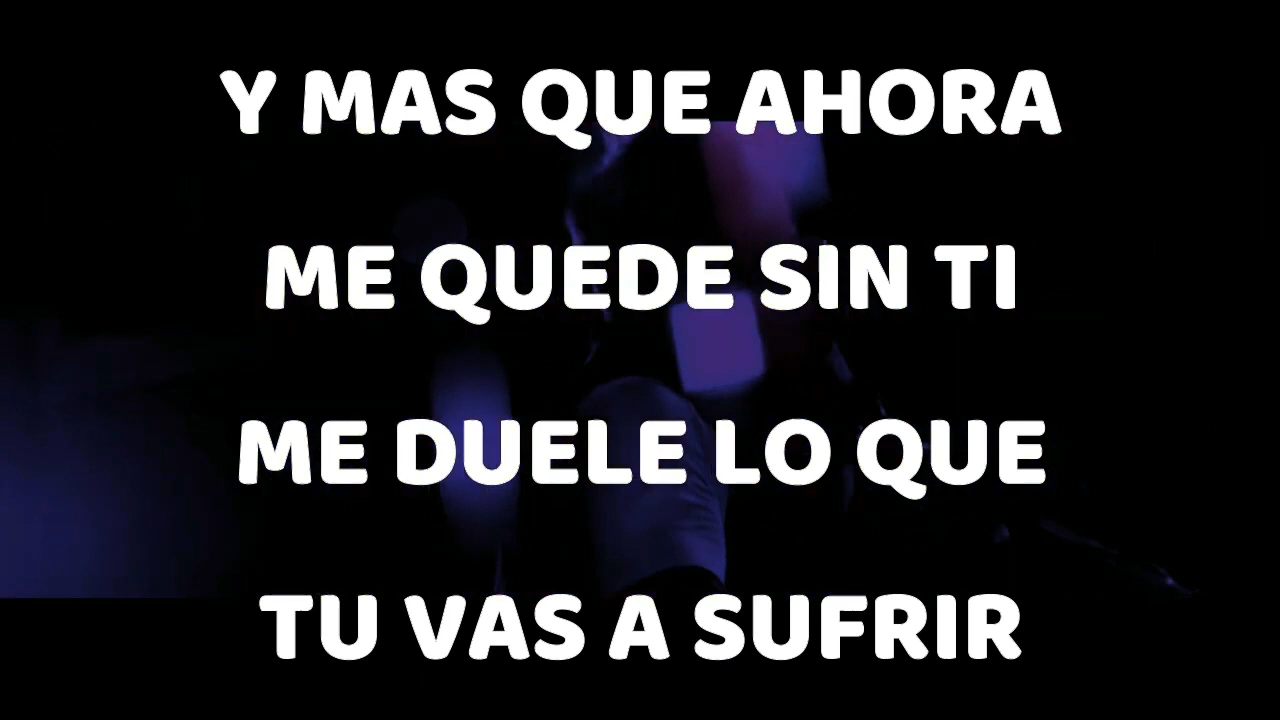 Y MAS QUE AHORA
ME QUEDE SIN TI
ME DUELE LO QUE
TU VAS A SUFRIR